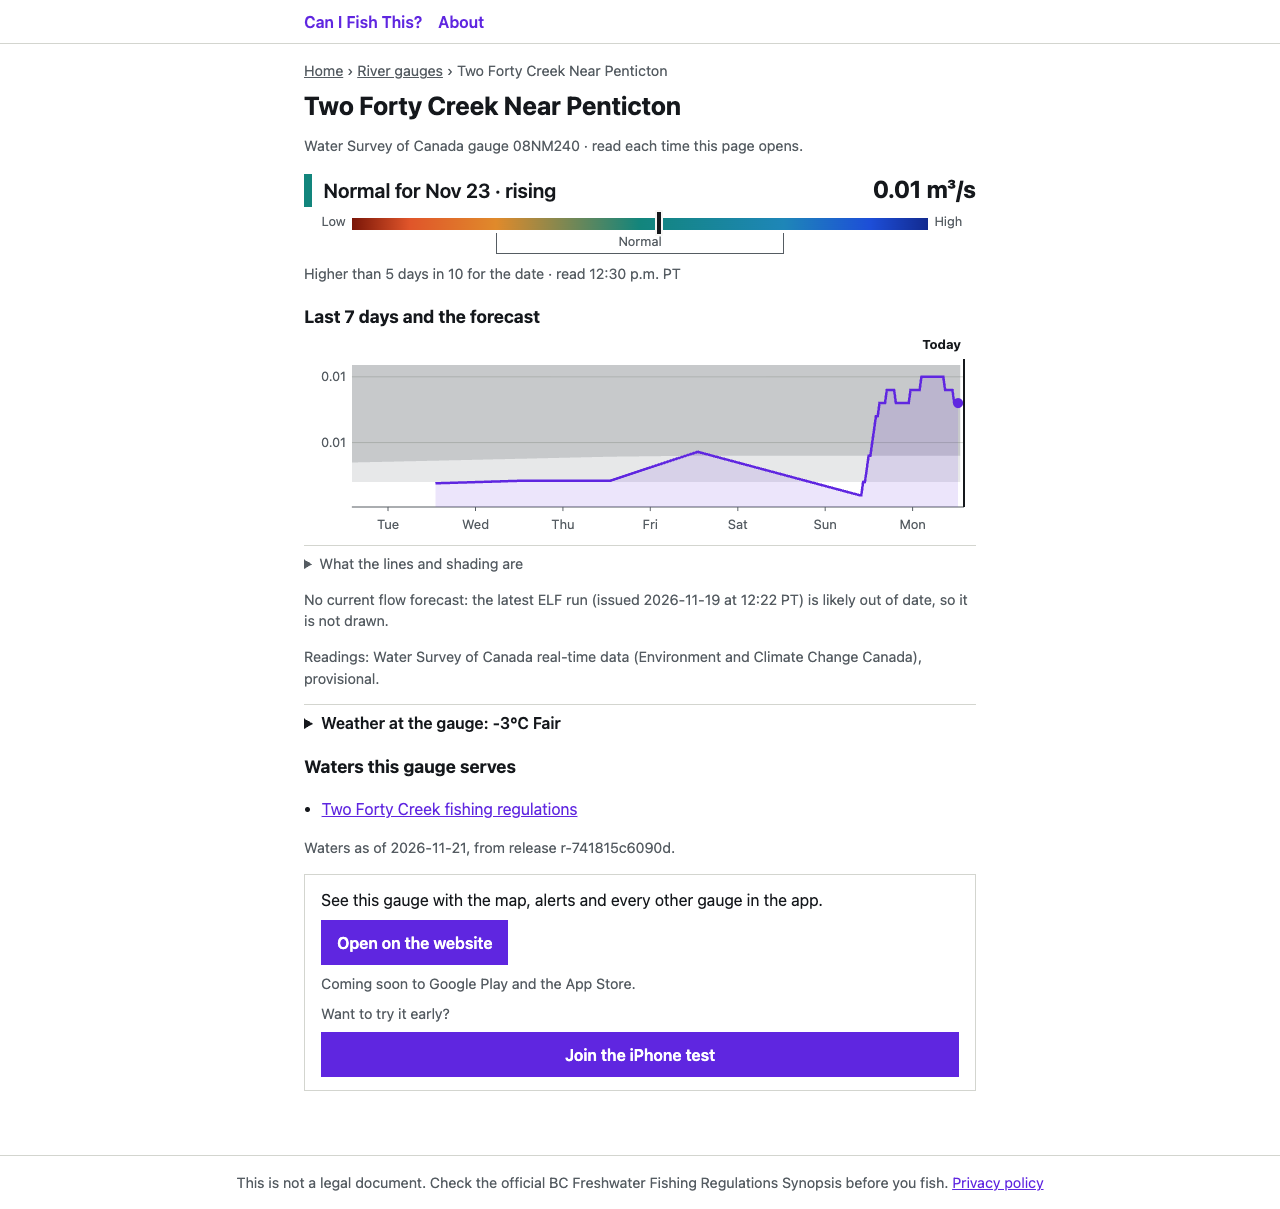 Can I Fish This? About
Home › River gauges › Two Forty Creek Near Penticton
Two Forty Creek Near Penticton
Water Survey of Canada gauge 08NM240 · read each time this page opens.
Normal for Nov 23 · rising 0.01 m³/s
Low High
Normal
Higher than 5 days in 10 for the date · read 12:30 p.m. PT
Last 7 days and the forecast
Today
0.01
0.01
Tue Wed Thu Fri Sat Sun Mon
What the lines and shading are
No current flow forecast: the latest ELF run (issued 2026-11-19 at 12:22 PT) is likely out of date, so it
is not drawn.
Readings: Water Survey of Canada real-time data (Environment and Climate Change Canada),
provisional.
Weather at the gauge: -3°C Fair
Waters this gauge serves
• Two Forty Creek fishing regulations
Waters as of 2026-11-21, from release r-741815c6090d.
See this gauge with the map, alerts and every other gauge in the app.
Open on the website
Coming soon to Google Play and the App Store.
Want to try it early?
Join the iPhone test
This is not a legal document. Check the official BC Freshwater Fishing Regulations Synopsis before you fish. Privacy policy